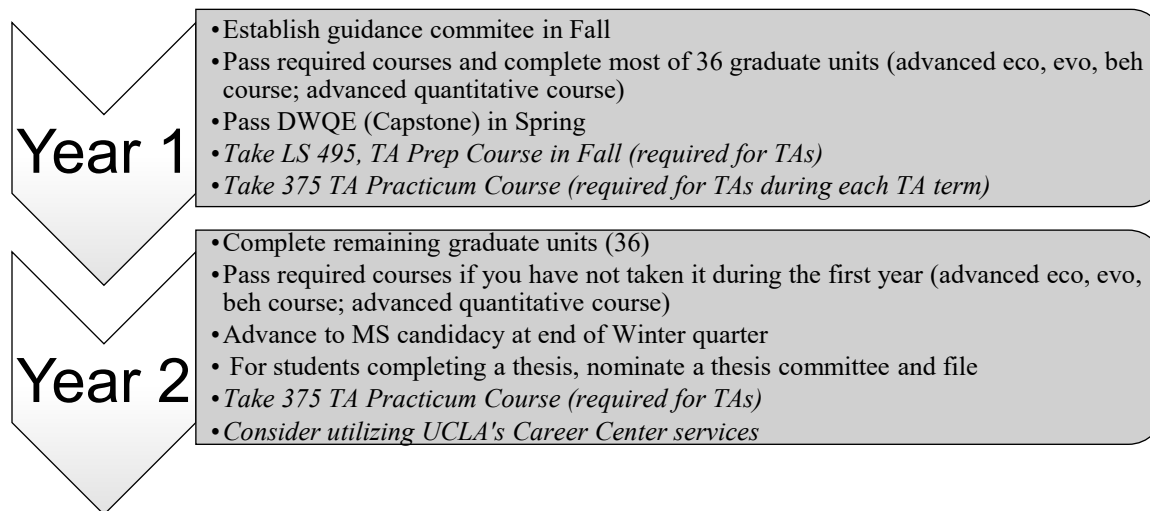 Year 1
•Establish guidance commitee in Fall
•Pass required courses and complete most of 36 graduate units (advanced eco, evo, beh
course; advanced quantitative course)
•Pass DWQE (Capstone) in Spring
•Take LS 495, TA Prep Course in Fall (required for TAs)
•Take 375 TA Practicum Course (required for TAs during each TA term)
Year 2
•Complete remaining graduate units (36)
•Pass required courses if you have not taken it during the first year (advanced eco, evo,
beh course; advanced quantitative course)
•Advance to MS candidacy at end of Winter quarter
• For students completing a thesis, nominate a thesis committee and file
•Take 375 TA Practicum Course (required for TAs)
•Consider utilizing UCLA's Career Center services